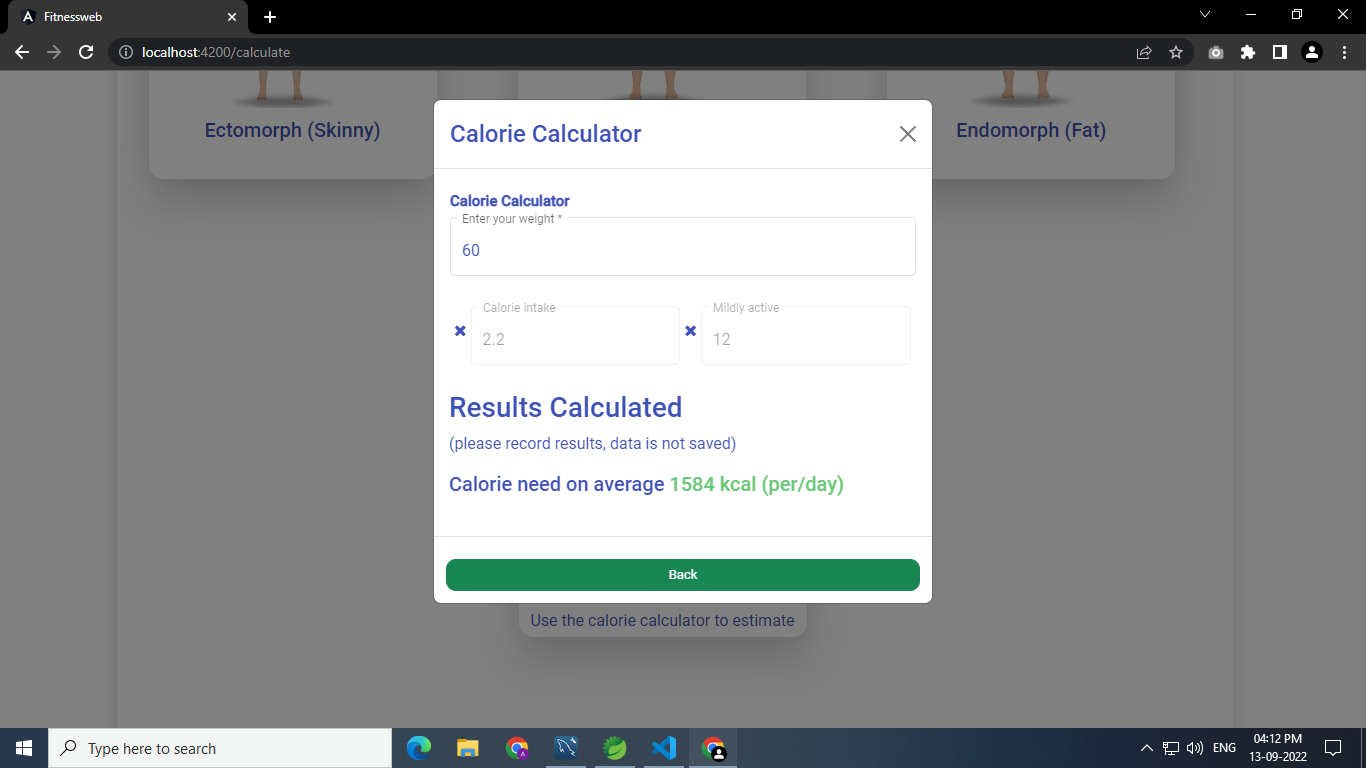 Fitnessweb
localhost:4200/calculate
Ectomorph (Skinny)
Endomorph (Fat)
Calorie Calculator
Calorie Calculator
Enter your weight *
60
Calorie intake
Mildly active
2.2
12
Results Calculated
(please record results, data is not saved)
Calorie need on average 1584 kcal (per/day)
Back
Use the calorie calculator to estimate
Type here to search
ENG
04:12 PM
13-09-2022